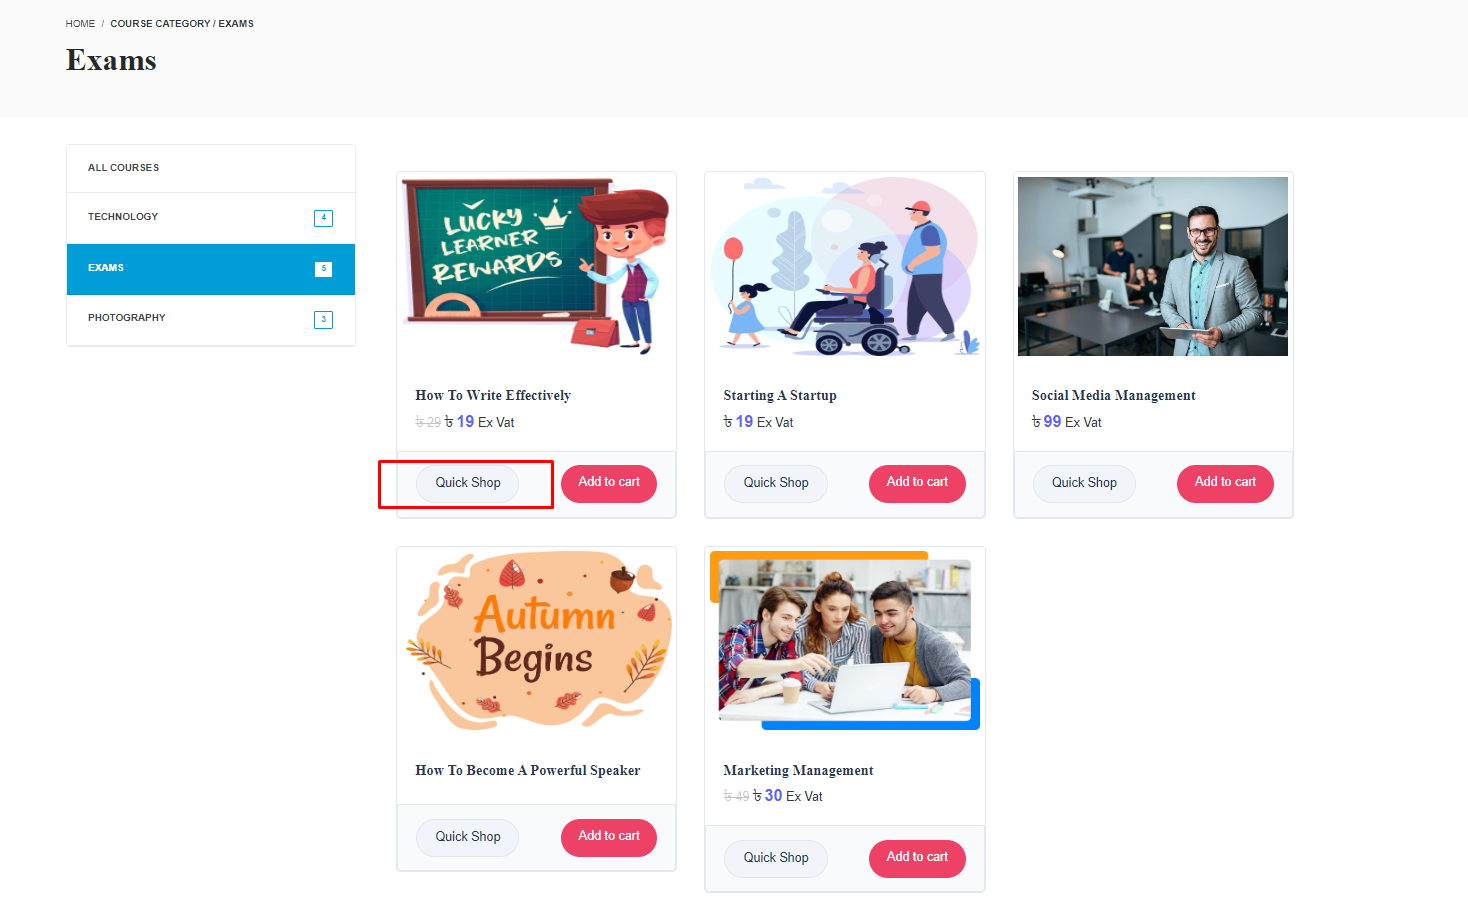 HOME / COURSE CATEGORY / EXAMS
Exams
ALL COURSES
TECHNOLOGY 4
EXAMS 5
PHOTOGRAPHY 3
LUCKY
LEARNER
REWARDS
How To Write Effectively
৳ 29 ৳ 19 Ex Vat
Quick Shop Add to cart
Starting A Startup
৳ 19 Ex Vat
Quick Shop Add to cart
Social Media Management
৳ 99 Ex Vat
Quick Shop Add to cart
Autumn
Begins
How To Become A Powerful Speaker
Quick Shop Add to cart
Marketing Management
৳ 49 ৳ 30 Ex Vat
Quick Shop Add to cart